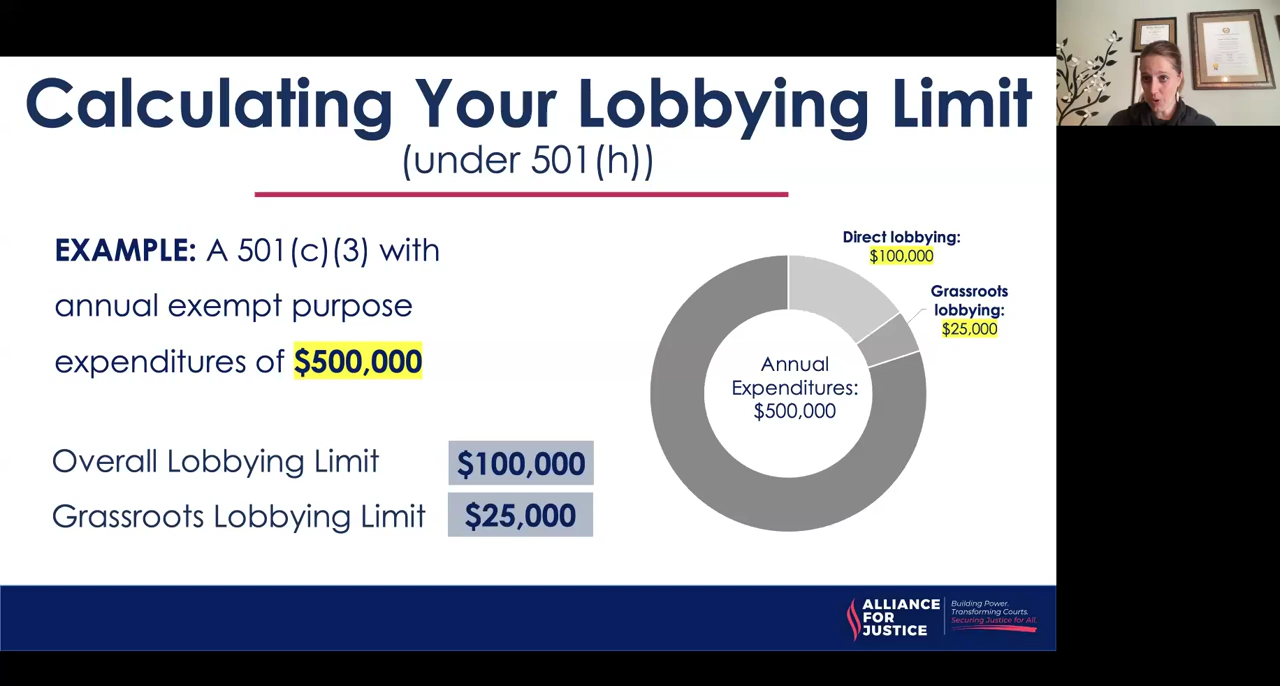 Calculating Your Lobbying Limit
(under 501(h))
EXAMPLE: A 501(c)(3) with
annual exempt purpose
expenditures of $500,000
Overall Lobbying Limit $100,000
Grassroots Lobbying Limit $25,000
Direct lobbying:
$100,000
Grassroots
lobbying:
$25,000
Annual
Expenditures:
$500,000
ALLIANCE
FOR
JUSTICE
Building Power.
Transforming Courts.
Securing Justice for All.